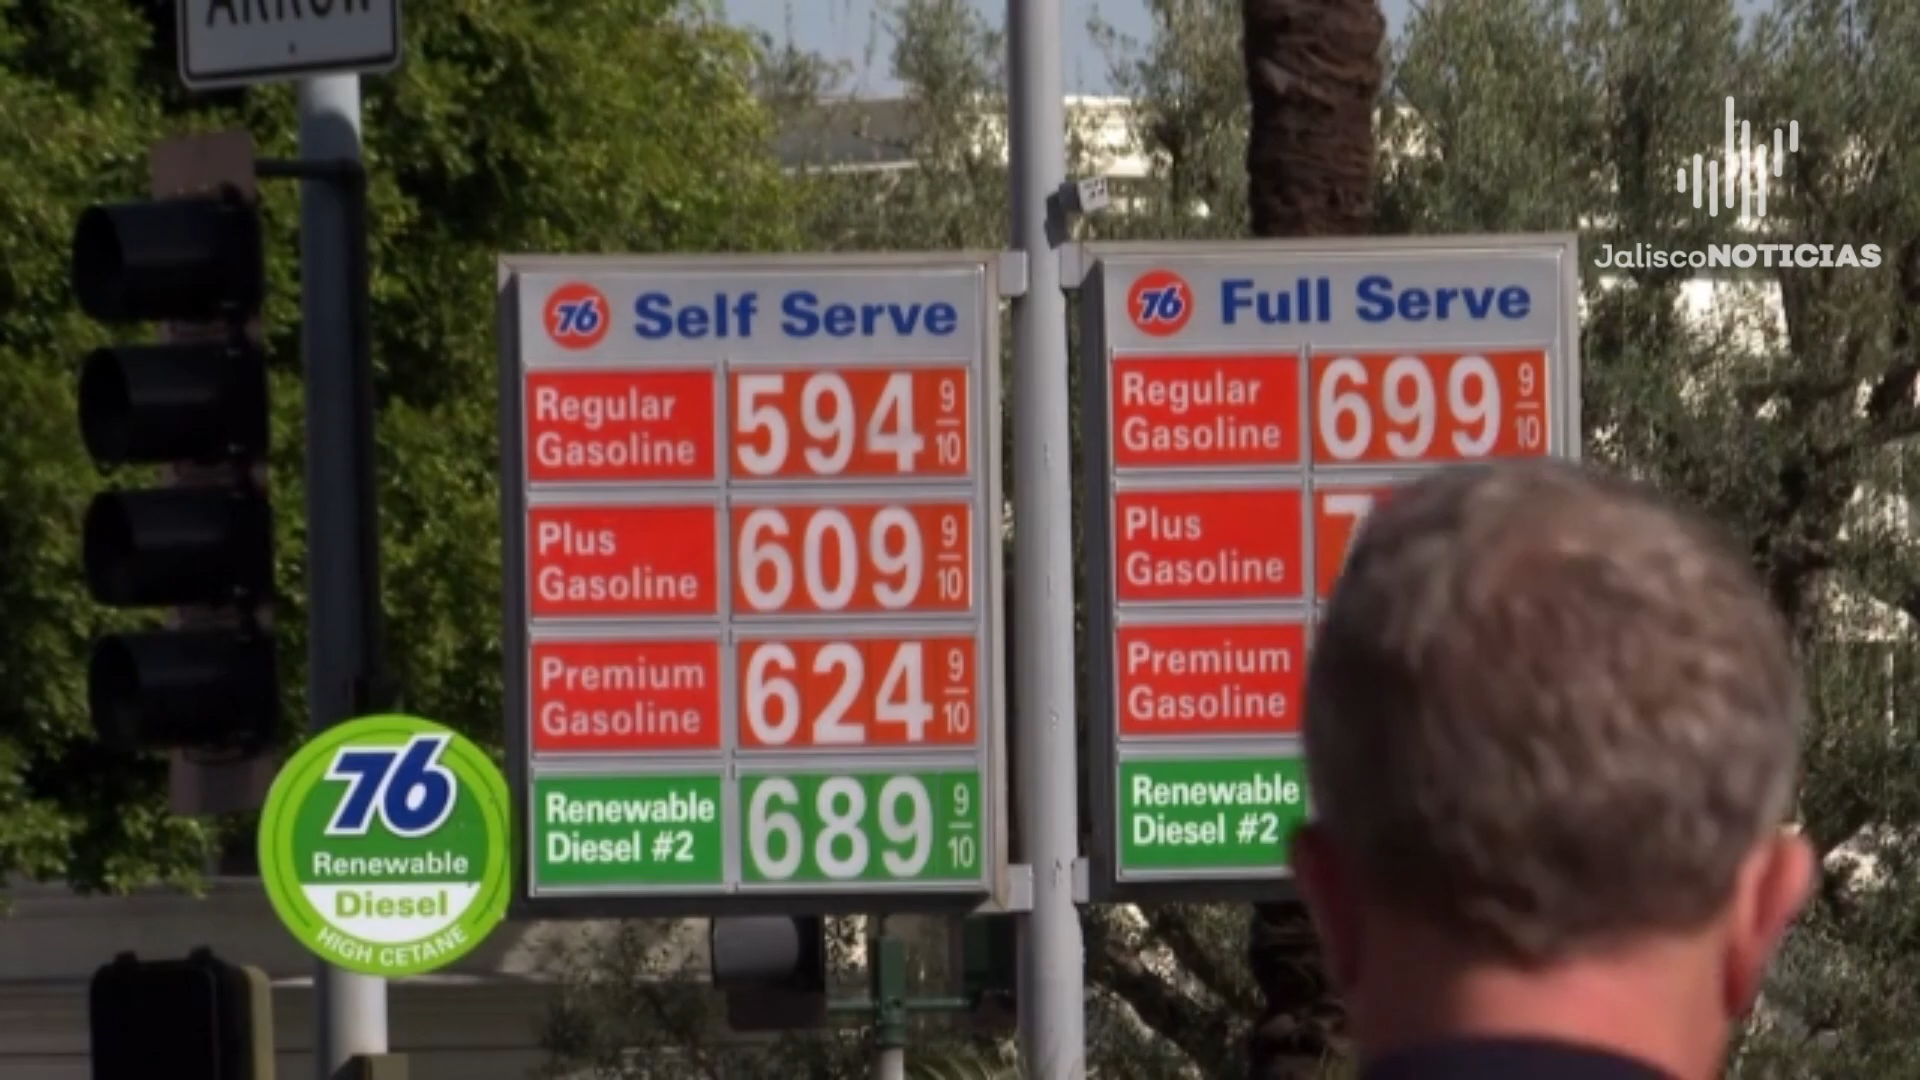 ARROW
JaliscoNOTICIAS
76 Self Serve
Regular
Gasoline
594 9/10
Plus
Gasoline
609 9/10
Premium
Gasoline
624 9/10
Renewable
Diesel #2
689 9/10
76 Full Serve
Regular
Gasoline
699 9/10
Plus
Gasoline
7
Premium
Gasoline
Renewable
Diesel #2
76
Renewable
Diesel
HIGH CETANE